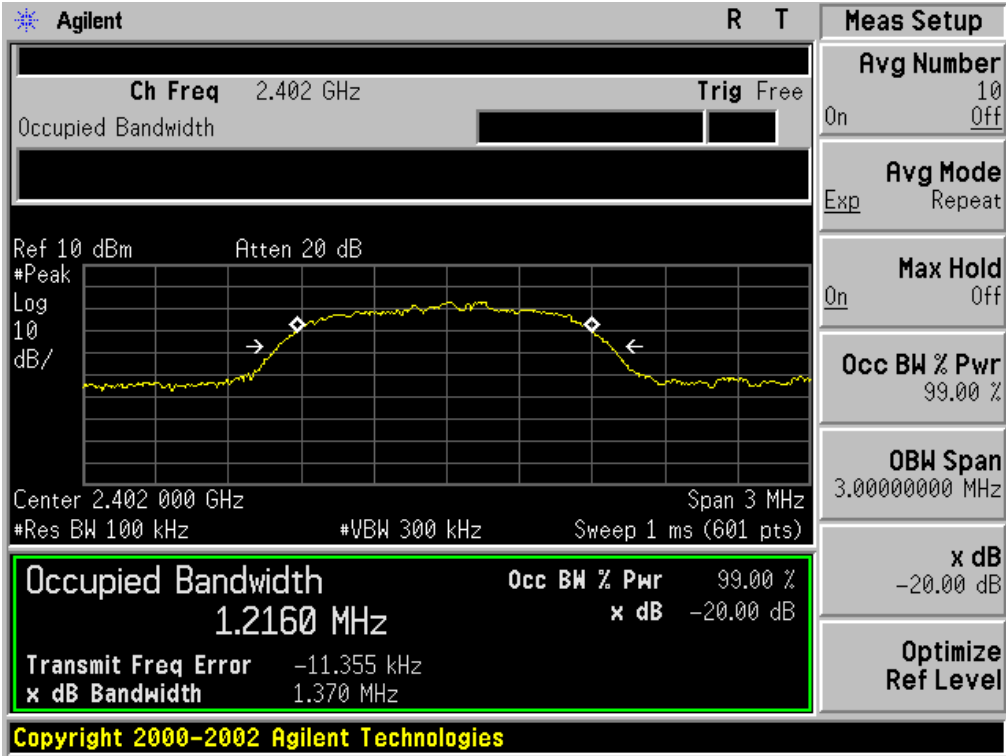 Agilent R T
Ch Freq 2.402 GHz Trig Free
Occupied Bandwidth
Ref 10 dBm Atten 20 dB
#Peak
Log
10
dB/
Center 2.402 000 GHz Span 3 MHz
#Res BW 100 kHz #VBW 300 kHz Sweep 1 ms (601 pts)
Occupied Bandwidth
1.2160 MHz
Occ BW % Pwr 99.00 %
x dB -20.00 dB
Transmit Freq Error -11.355 kHz
x dB Bandwidth 1.370 MHz
Copyright 2000-2002 Agilent Technologies
Meas Setup
Avg Number
10
On Off
Avg Mode
Exp Repeat
Max Hold
On Off
Occ BW % Pwr
99.00 %
OBW Span
3.00000000 MHz
x dB
-20.00 dB
Optimize
Ref Level